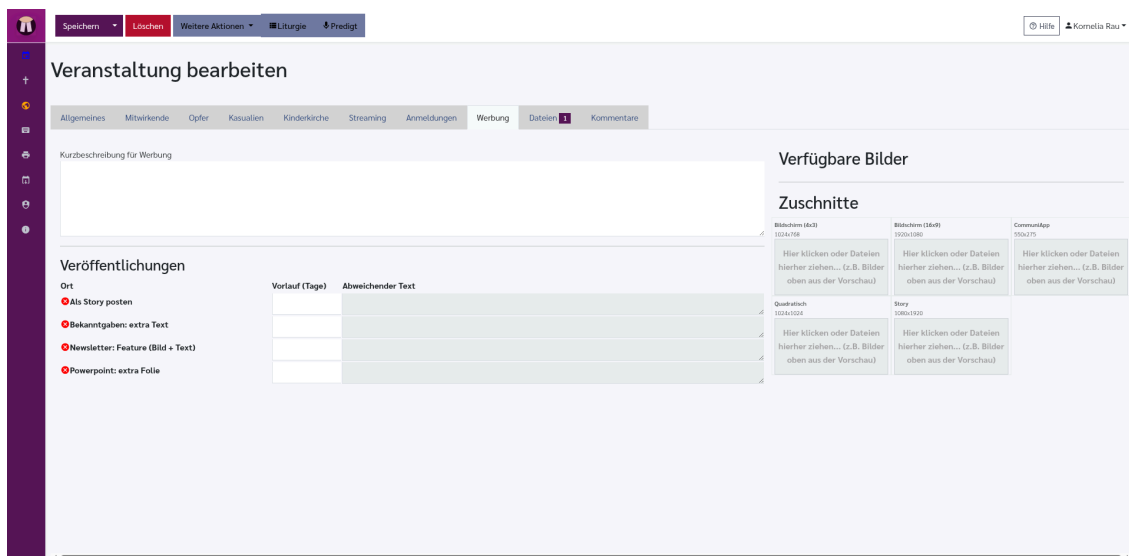 Speichern Löschen Weitere Aktionen Liturgie Predigt Hilfe Kornelia Rau
Veranstaltung bearbeiten
Allgemeines Mitwirkende Opfer Kasualien Kinderkirche Streaming Anmeldungen Werbung Dateien 1 Kommentare
Kurzbeschreibung für Werbung
Veröffentlichungen
Ort Vorlauf (Tage) Abweichender Text
Als Story posten
Bekanntgaben: extra Text
Newsletter: Feature (Bild + Text)
Powerpoint: extra Folie
Verfügbare Bilder
Zuschnitte
Bildschirm (4x3)
1024x768
Hier klicken oder Dateien
hierher ziehen... (z.B. Bilder
oben aus der Vorschau)
Bildschirm (16x9)
1920x1080
Hier klicken oder Dateien
hierher ziehen... (z.B. Bilder
oben aus der Vorschau)
CommuniApp
550x275
Hier klicken oder Dateien
hierher ziehen... (z.B. Bilder
oben aus der Vorschau)
Quadratisch
1024x1024
Hier klicken oder Dateien
hierher ziehen... (z.B. Bilder
oben aus der Vorschau)
Story
1080x1920
Hier klicken oder Dateien
hierher ziehen... (z.B. Bilder
oben aus der Vorschau)